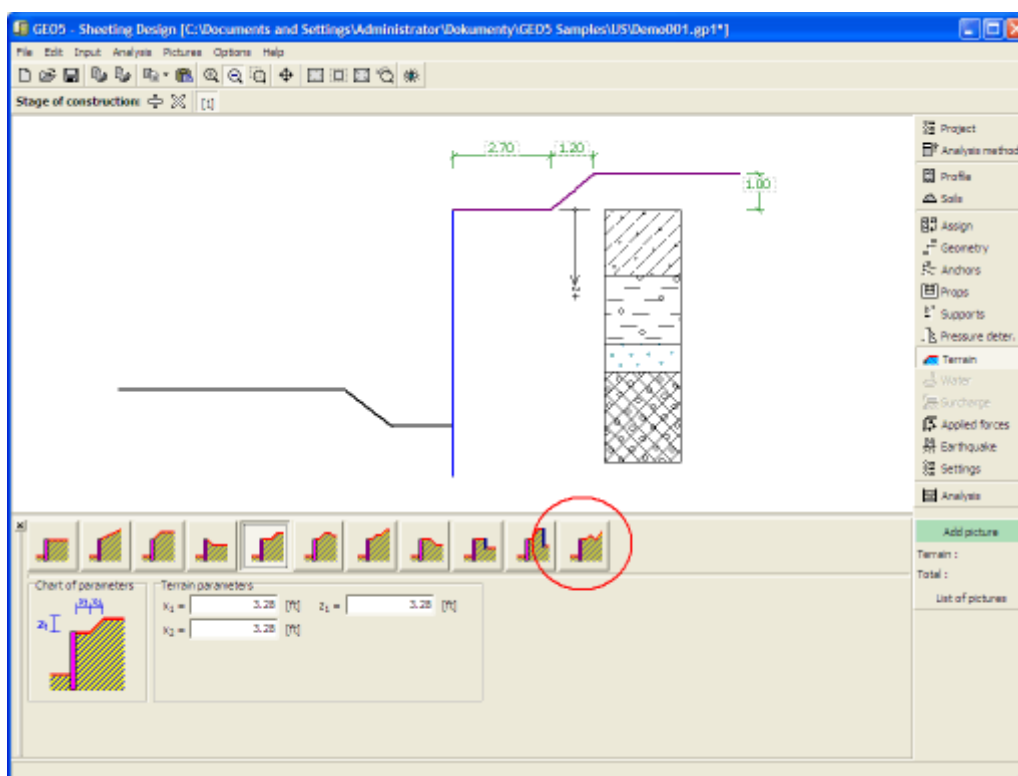 GEO5 - Sheeting Design [C:\Documents and Settings\Administrator\Dokumenty\GEO5 Samples\US\Demo001.gp1*]
File Edit Input Analysis Pictures Options Help
Stage of construction: [1]
2.70 1.20
1.00
+z
Project
Analysis method
Profile
Soils
Assign
Geometry
Anchors
Props
Supports
Pressure deter.
Terrain
Water
Surcharge
Applied forces
Earthquake
Settings
Analysis
Add picture
Terrain :
Total :
List of pictures
Chart of parameters
z₁
Terrain parameters
x₁ = 3.28 [ft] z₁ = 3.28 [ft]
x₂ = 3.28 [ft]